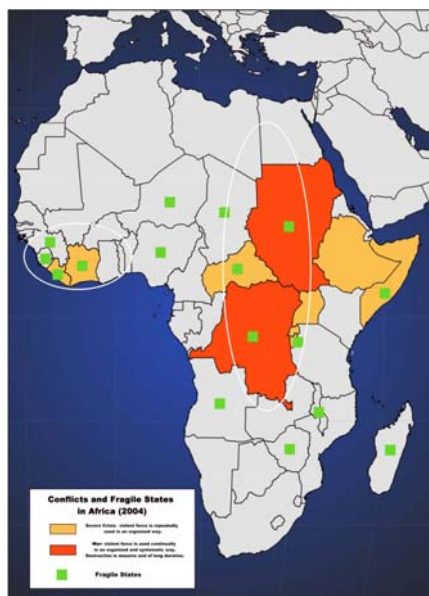 Conflicts and Fragile States
in Africa (2004)
Severe Crisis: violent force is repeatedly
used in an organized way.
War: violent force is used continually
in an organized and systematic way.
Destruction is massive and of long duration.
Fragile States